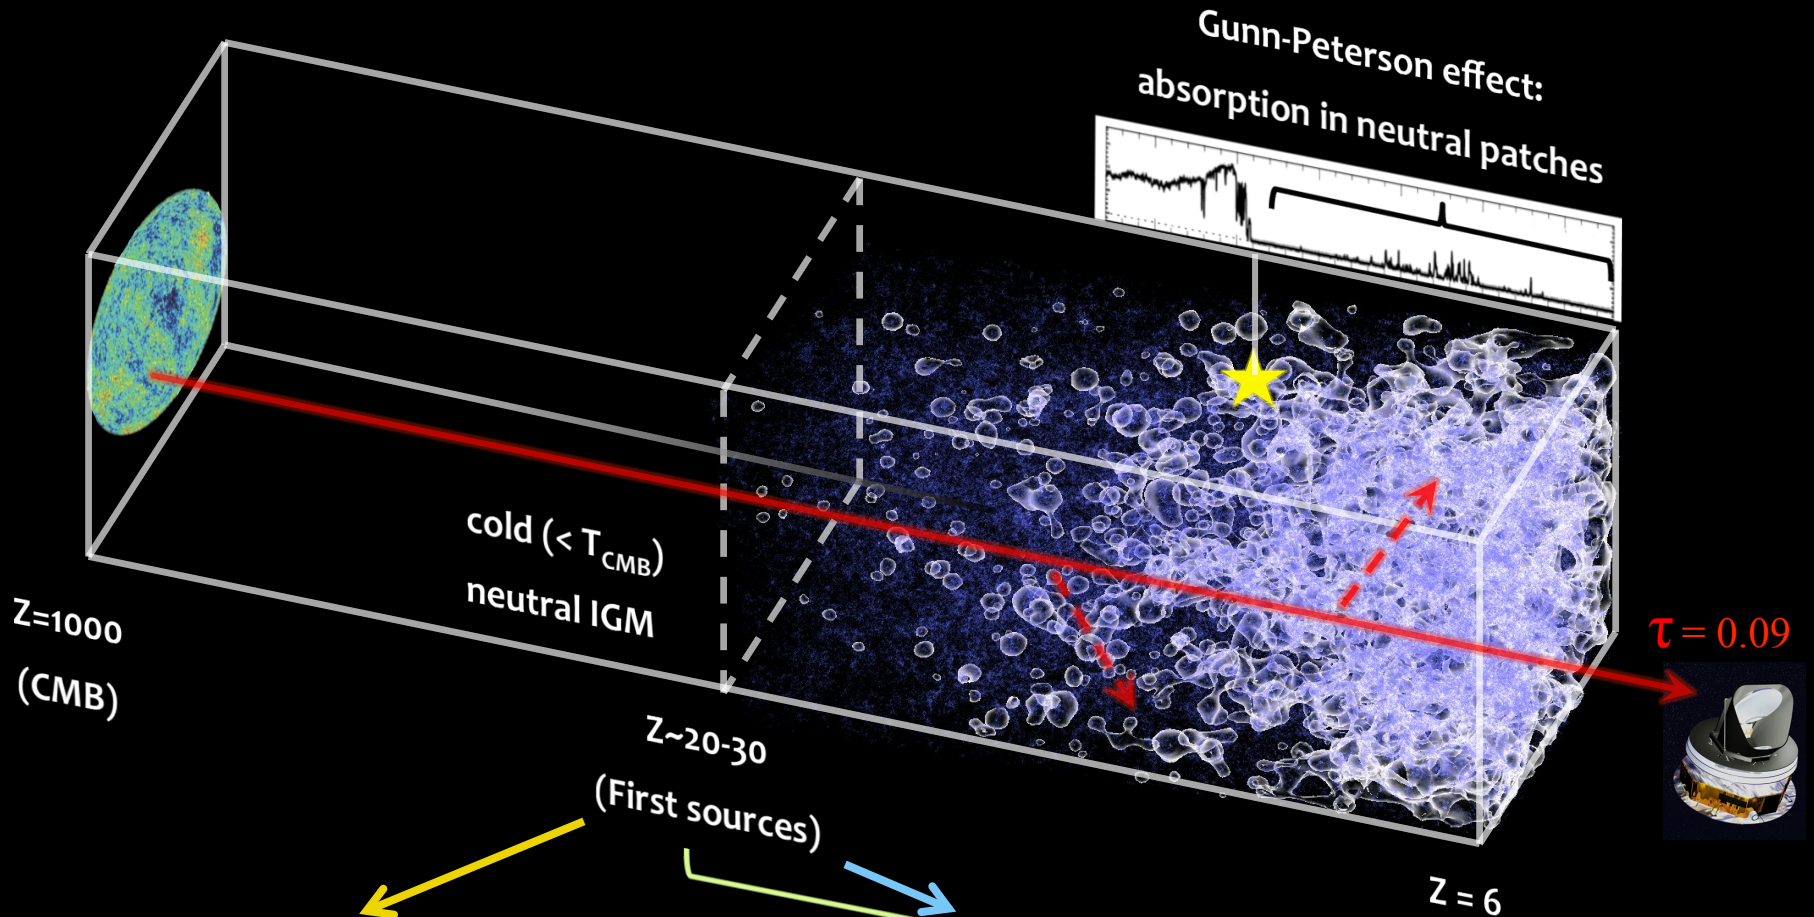 Gunn-Peterson effect:
absorption in neutral patches
cold (< TCMB)
neutral IGM
Z=1000
(CMB)
τ = 0.09
Z~20-30
(First sources)
Z = 6